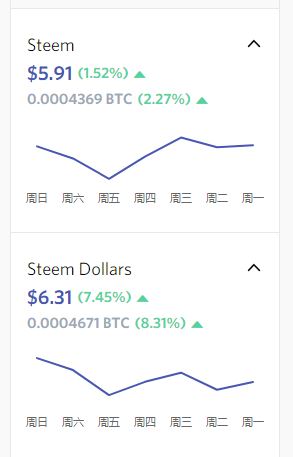 Steem
$5.91 (1.52%)
0.0004369 BTC (2.27%)
周日 周六 周五 周四 周三 周二 周一
Steem Dollars
$6.31 (7.45%)
0.0004671 BTC (8.31%)
周日 周六 周五 周四 周三 周二 周一